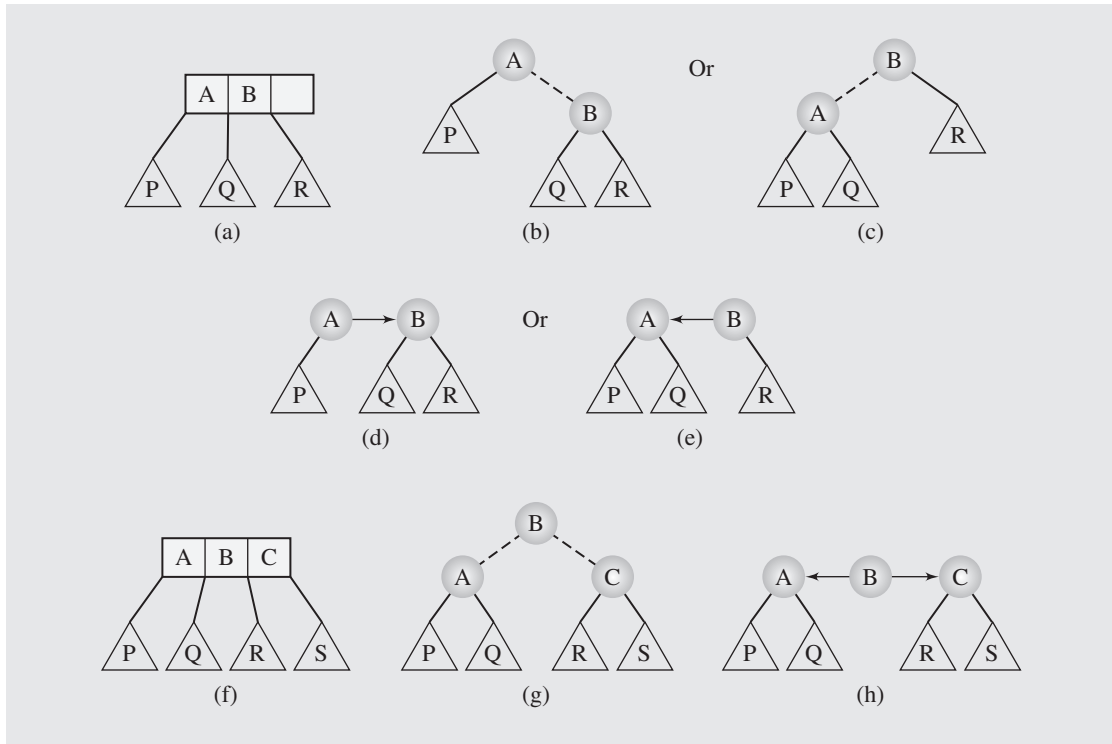 A B
P Q R
(a)
A
B
P
Q R
(b)
Or
B
A
R
P Q
(c)
A B
P Q R
(d)
Or
A B
P Q R
(e)
A B C
P Q R S
(f)
B
A C
P Q R S
(g)
A B C
P Q R S
(h)